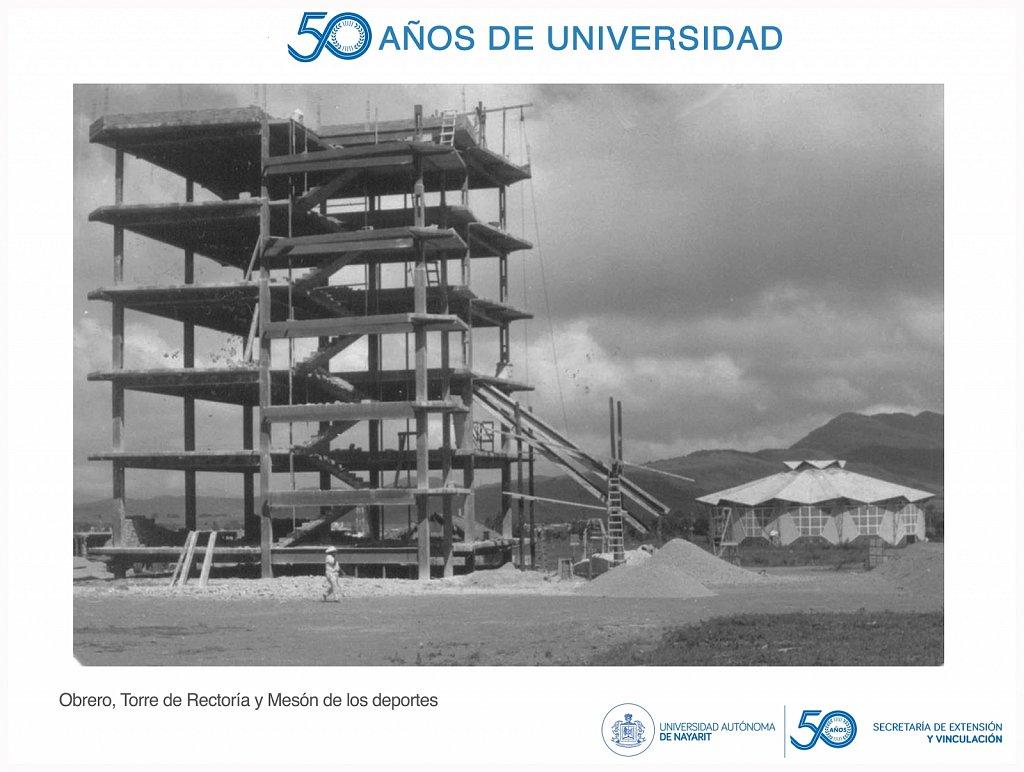 50 AÑOS DE UNIVERSIDAD
Obrero, Torre de Rectoría y Mesón de los deportes
UNIVERSIDAD AUTÓNOMA
DE NAYARIT
50 AÑOS
SECRETARÍA DE EXTENSIÓN
Y VINCULACIÓN